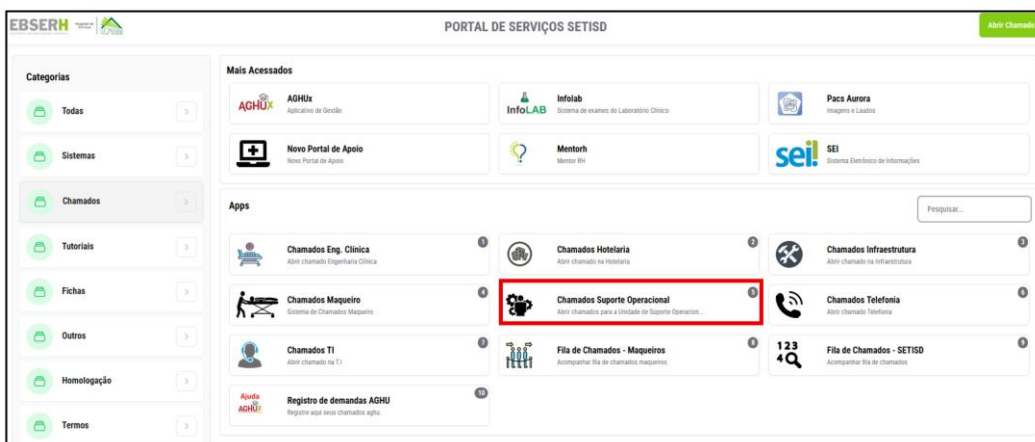 EBSERH
PORTAL DE SERVIÇOS SETISD
Abrir Chamado
Categorias
Todas
Sistemas
Chamados
Tutoriais
Fichas
Outros
Homologação
Termos
Mais Acessados
AGHUX
AGHUx
Aplicativo de Gestão
InfoLAB
Infolab
Sistema de exames do Laboratório Clínico
Pacs Aurora
Imagens e Laudos
Novo Portal de Apoio
Novo Portal de Apoio
Mentorh
Mentor RH
sei!
SEI
Sistema Eletrônico de Informações
Apps
Pesquisar...
Chamados Eng. Clínica
1
Abrir chamado Engenharia Clínica
Chamados Hotelaria
2
Abrir chamado na Hotelaria
Chamados Infraestrutura
3
Abrir chamado na Infraestrutura
Chamados Maqueiro
4
Sistema de Chamados Maqueiro
Chamados Suporte Operacional
5
Abrir chamados para a Unidade de Suporte Operacion...
Chamados Telefonia
6
Abrir chamado Telefonia
Chamados TI
7
Abrir chamado na T.I
Fila de Chamados - Maqueiros
8
Acompanhar fila de chamados maqueiros
123
4
Fila de Chamados - SETISD
9
Acompanhar fila de chamados
Ajuda
AGHUX
Registro de demandas AGHU
10
Registre aqui seus chamados aghu.